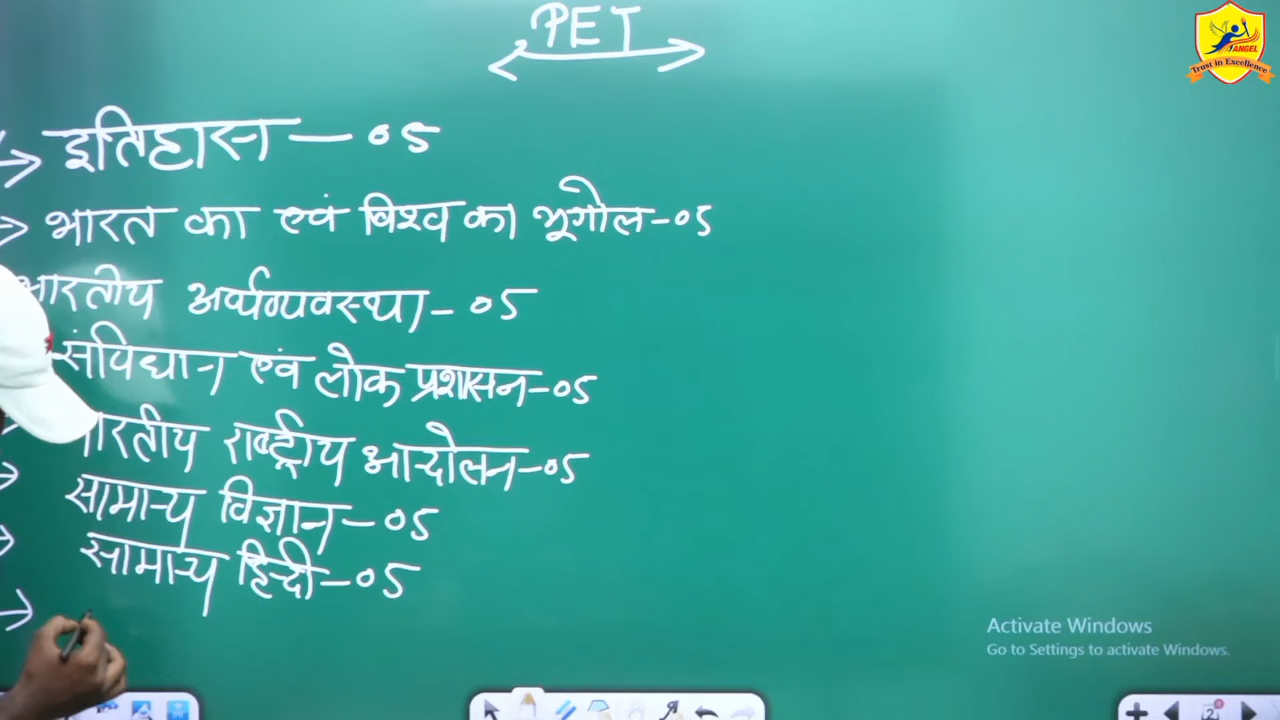 PET
इतिहास - 05
भारत का एवं विश्व का भूगोल - 05
भारतीय अर्थव्यवस्था - 05
संविधान एवं लोक प्रशासन - 05
भारतीय राष्ट्रीय आंदोलन - 05
सामान्य विज्ञान - 05
सामान्य हिन्दी - 05
ANGEL
Trust in Excellence
Activate Windows
Go to Settings to activate Windows.
2